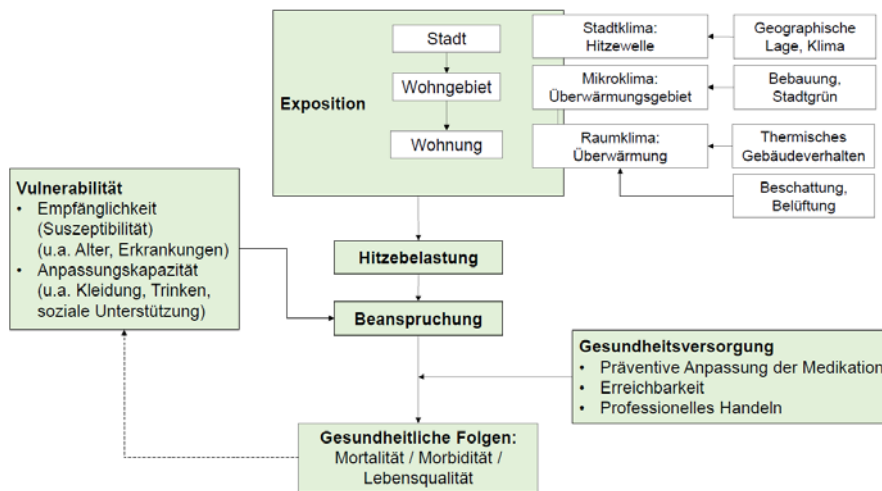 Exposition
Stadt
Wohngebiet
Wohnung
Stadtklima:
Hitzewelle
Geographische
Lage, Klima
Mikroklima:
Überwärmungsgebiet
Bebauung,
Stadtgrün
Raumklima:
Überwärmung
Thermisches
Gebäudeverhalten
Beschattung,
Belüftung
Vulnerabilität
• Empfänglichkeit
(Suszeptibilität)
(u.a. Alter, Erkrankungen)
• Anpassungskapazität
(u.a. Kleidung, Trinken,
soziale Unterstützung)
Hitzebelastung
Beanspruchung
Gesundheitsversorgung
• Präventive Anpassung der Medikation
• Erreichbarkeit
• Professionelles Handeln
Gesundheitliche Folgen:
Mortalität / Morbidität /
Lebensqualität